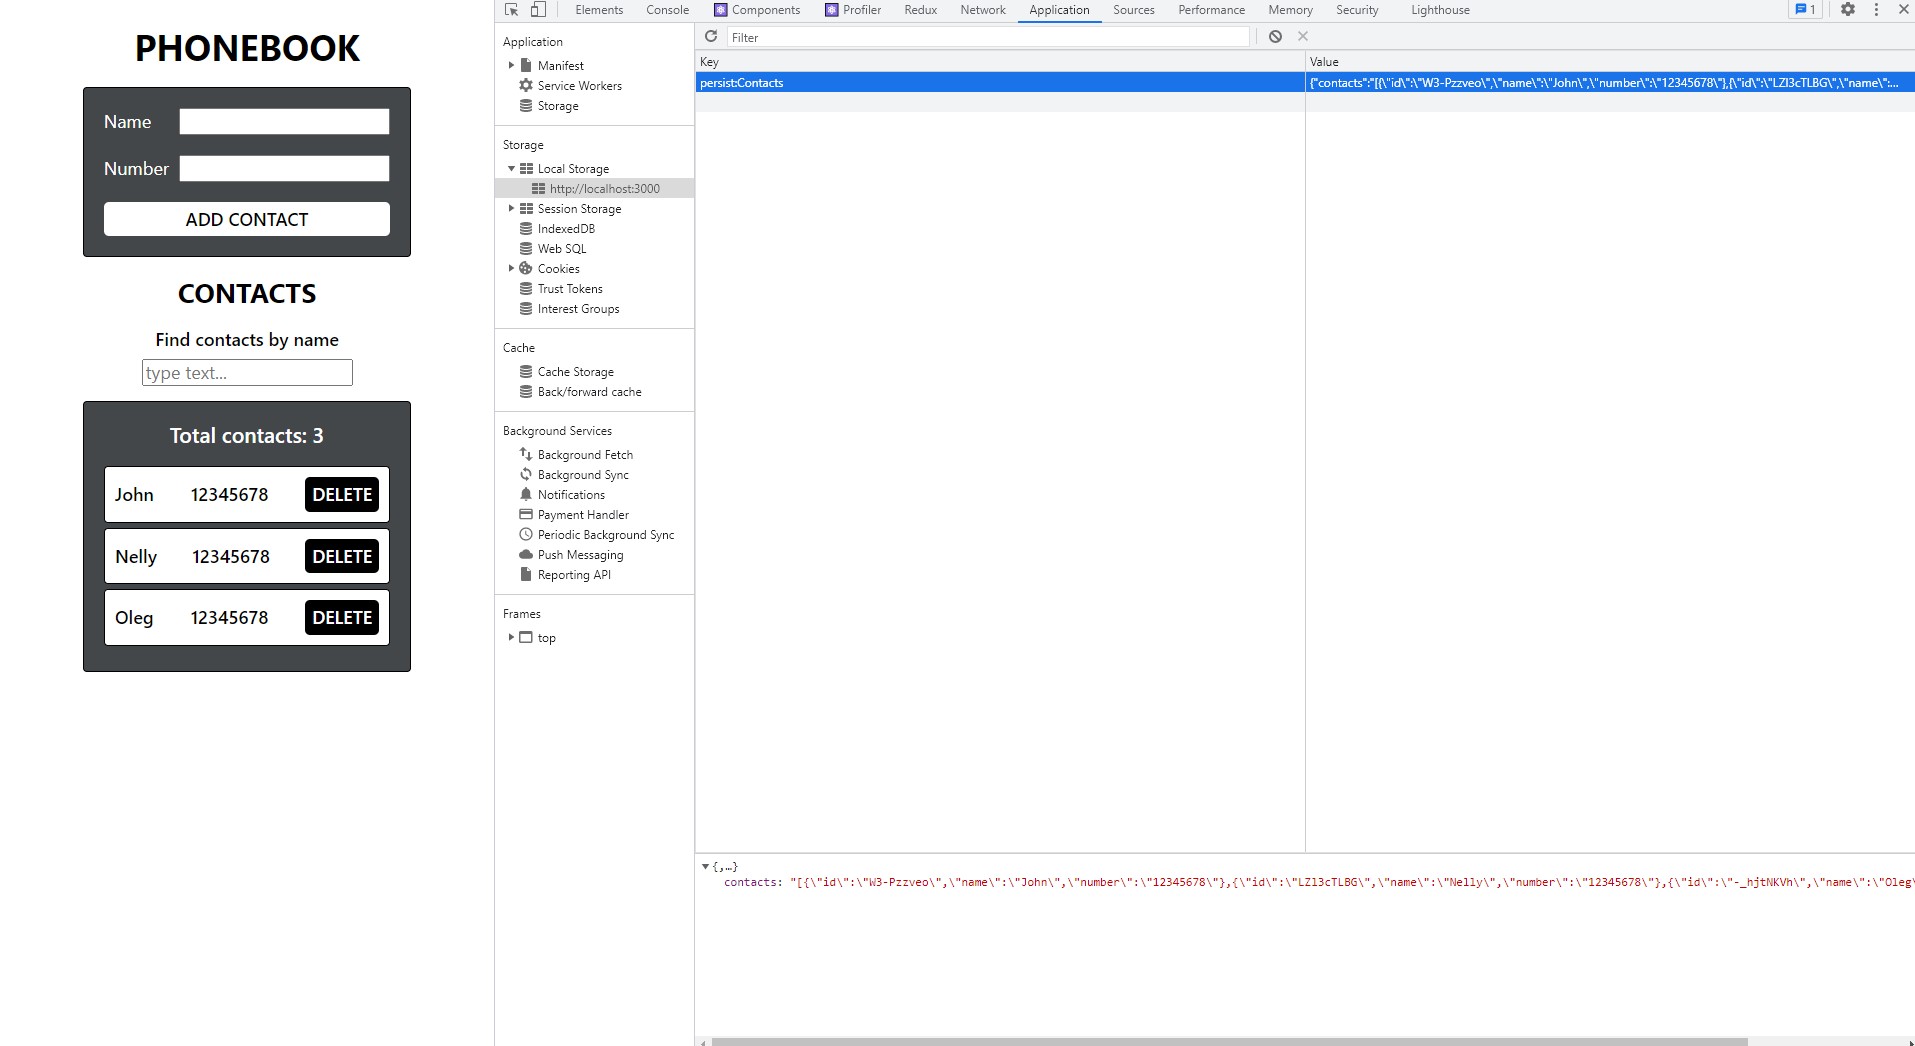 PHONEBOOK
Name
Number
ADD CONTACT
CONTACTS
Find contacts by name
type text...
Total contacts: 3
John 12345678 DELETE
Nelly 12345678 DELETE
Oleg 12345678 DELETE
Elements Console Components Profiler Redux Network Application Sources Performance Memory Security Lighthouse 1
Application
Manifest
Service Workers
Storage
Storage
Local Storage
http://localhost:3000
Session Storage
IndexedDB
Web SQL
Cookies
Trust Tokens
Interest Groups
Cache
Cache Storage
Back/forward cache
Background Services
Background Fetch
Background Sync
Notifications
Payment Handler
Periodic Background Sync
Push Messaging
Reporting API
Frames
top
Filter
Key Value
persist:Contacts {"contacts":"[{\"id\":\"W3-Pzzveo\",\"name\":\"John\",\"number\":\"12345678\"},{\"id\":\"LZl3cTLBG\",\"name\":...
{,…}
contacts: "[{\"id\":\"W3-Pzzveo\",\"name\":\"John\",\"number\":\"12345678\"},{\"id\":\"LZl3cTLBG\",\"name\":\"Nelly\",\"number\":\"12345678\"},{\"id\":\"-_hjtNKVh\",\"name\":\"Oleg\